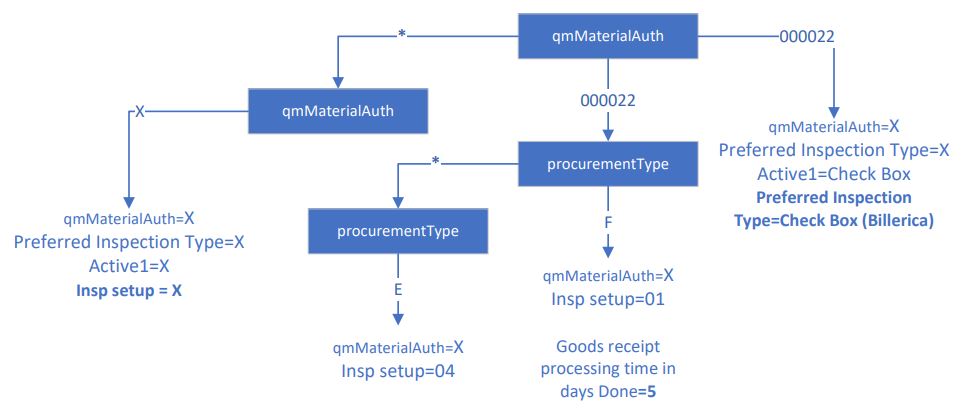 qmMaterialAuth
*
000022
000022
qmMaterialAuth
X
procurementType
*
qmMaterialAuth=X
Preferred Inspection Type=X
Active1=Check Box
Preferred Inspection
Type=Check Box (Billerica)
qmMaterialAuth=X
Preferred Inspection Type=X
Active1=X
Insp setup = X
procurementType
F
E
qmMaterialAuth=X
Insp setup=01
qmMaterialAuth=X
Insp setup=04
Goods receipt
processing time in
days Done=5